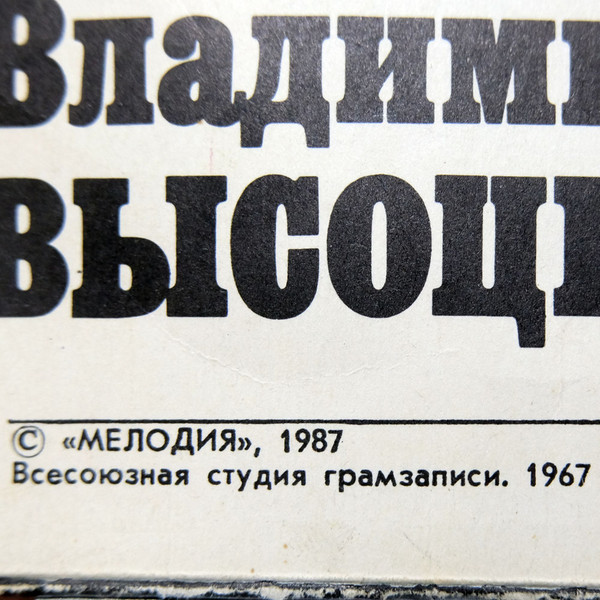 Владими
ВЫСОЦ
© «МЕЛОДИЯ», 1987
Всесоюзная студия грамзаписи. 1967